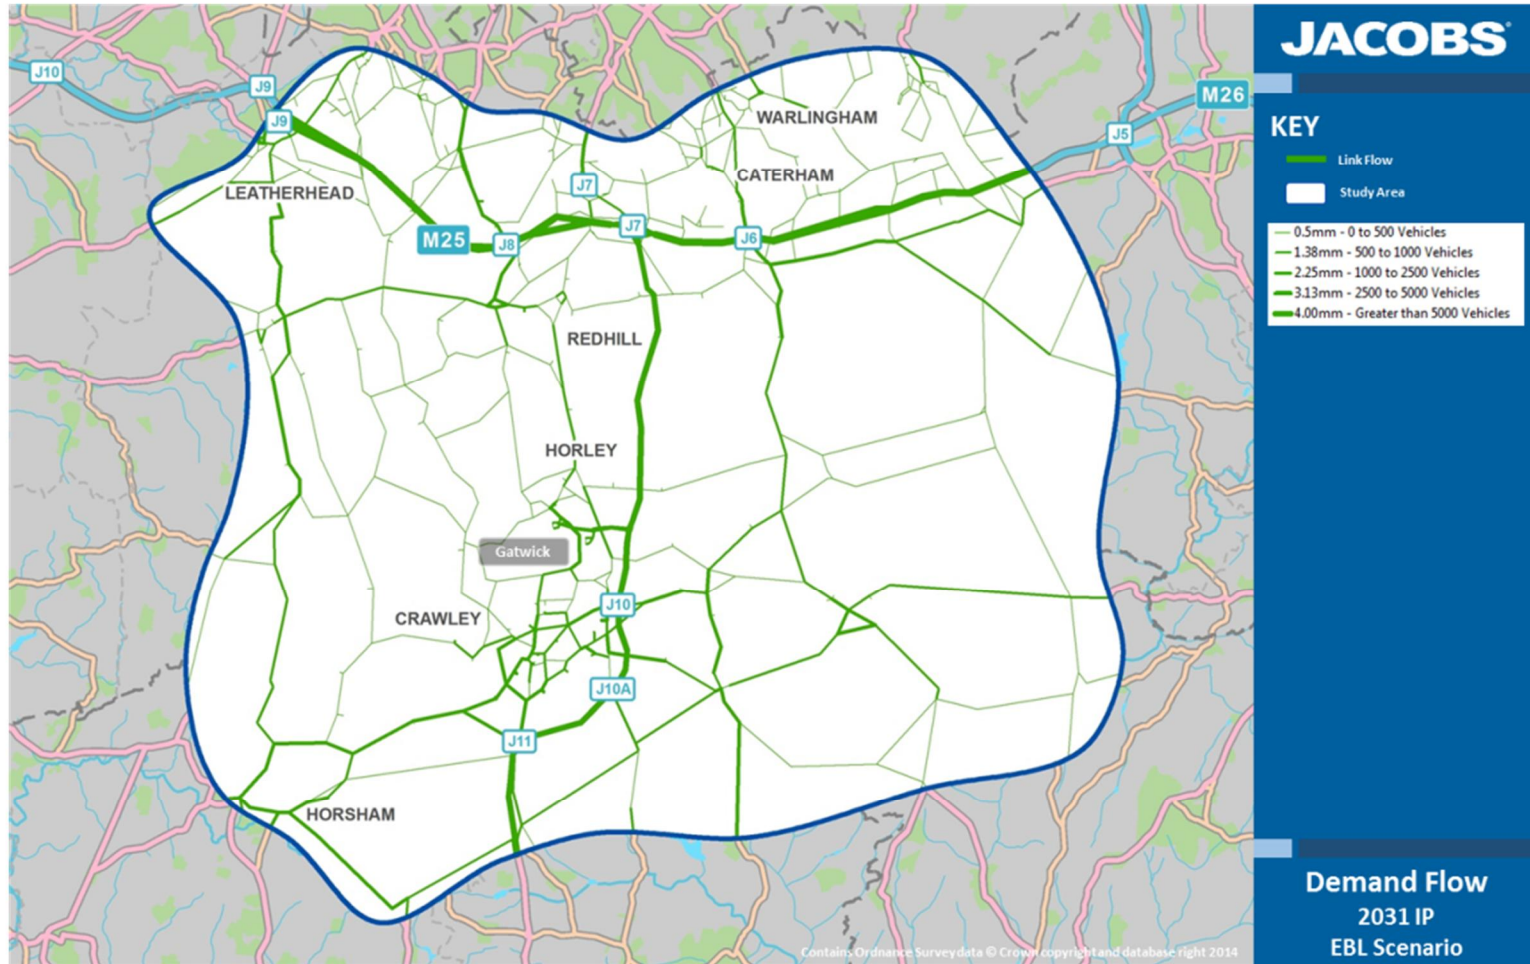 JACOBS
KEY
Link Flow
Study Area
0.5mm - 0 to 500 Vehicles
1.38mm - 500 to 1000 Vehicles
2.25mm - 1000 to 2500 Vehicles
3.13mm - 2500 to 5000 Vehicles
4.00mm - Greater than 5000 Vehicles
J10
J9
J9
M26
J5
WARLINGHAM
CATERHAM
LEATHERHEAD
J7
J7
M25
J8
J6
REDHILL
HORLEY
Gatwick
CRAWLEY
J10
J10A
J11
HORSHAM
Demand Flow
2031 IP
EBL Scenario
Contains Ordnance Survey data © Crown copyright and database right 2014